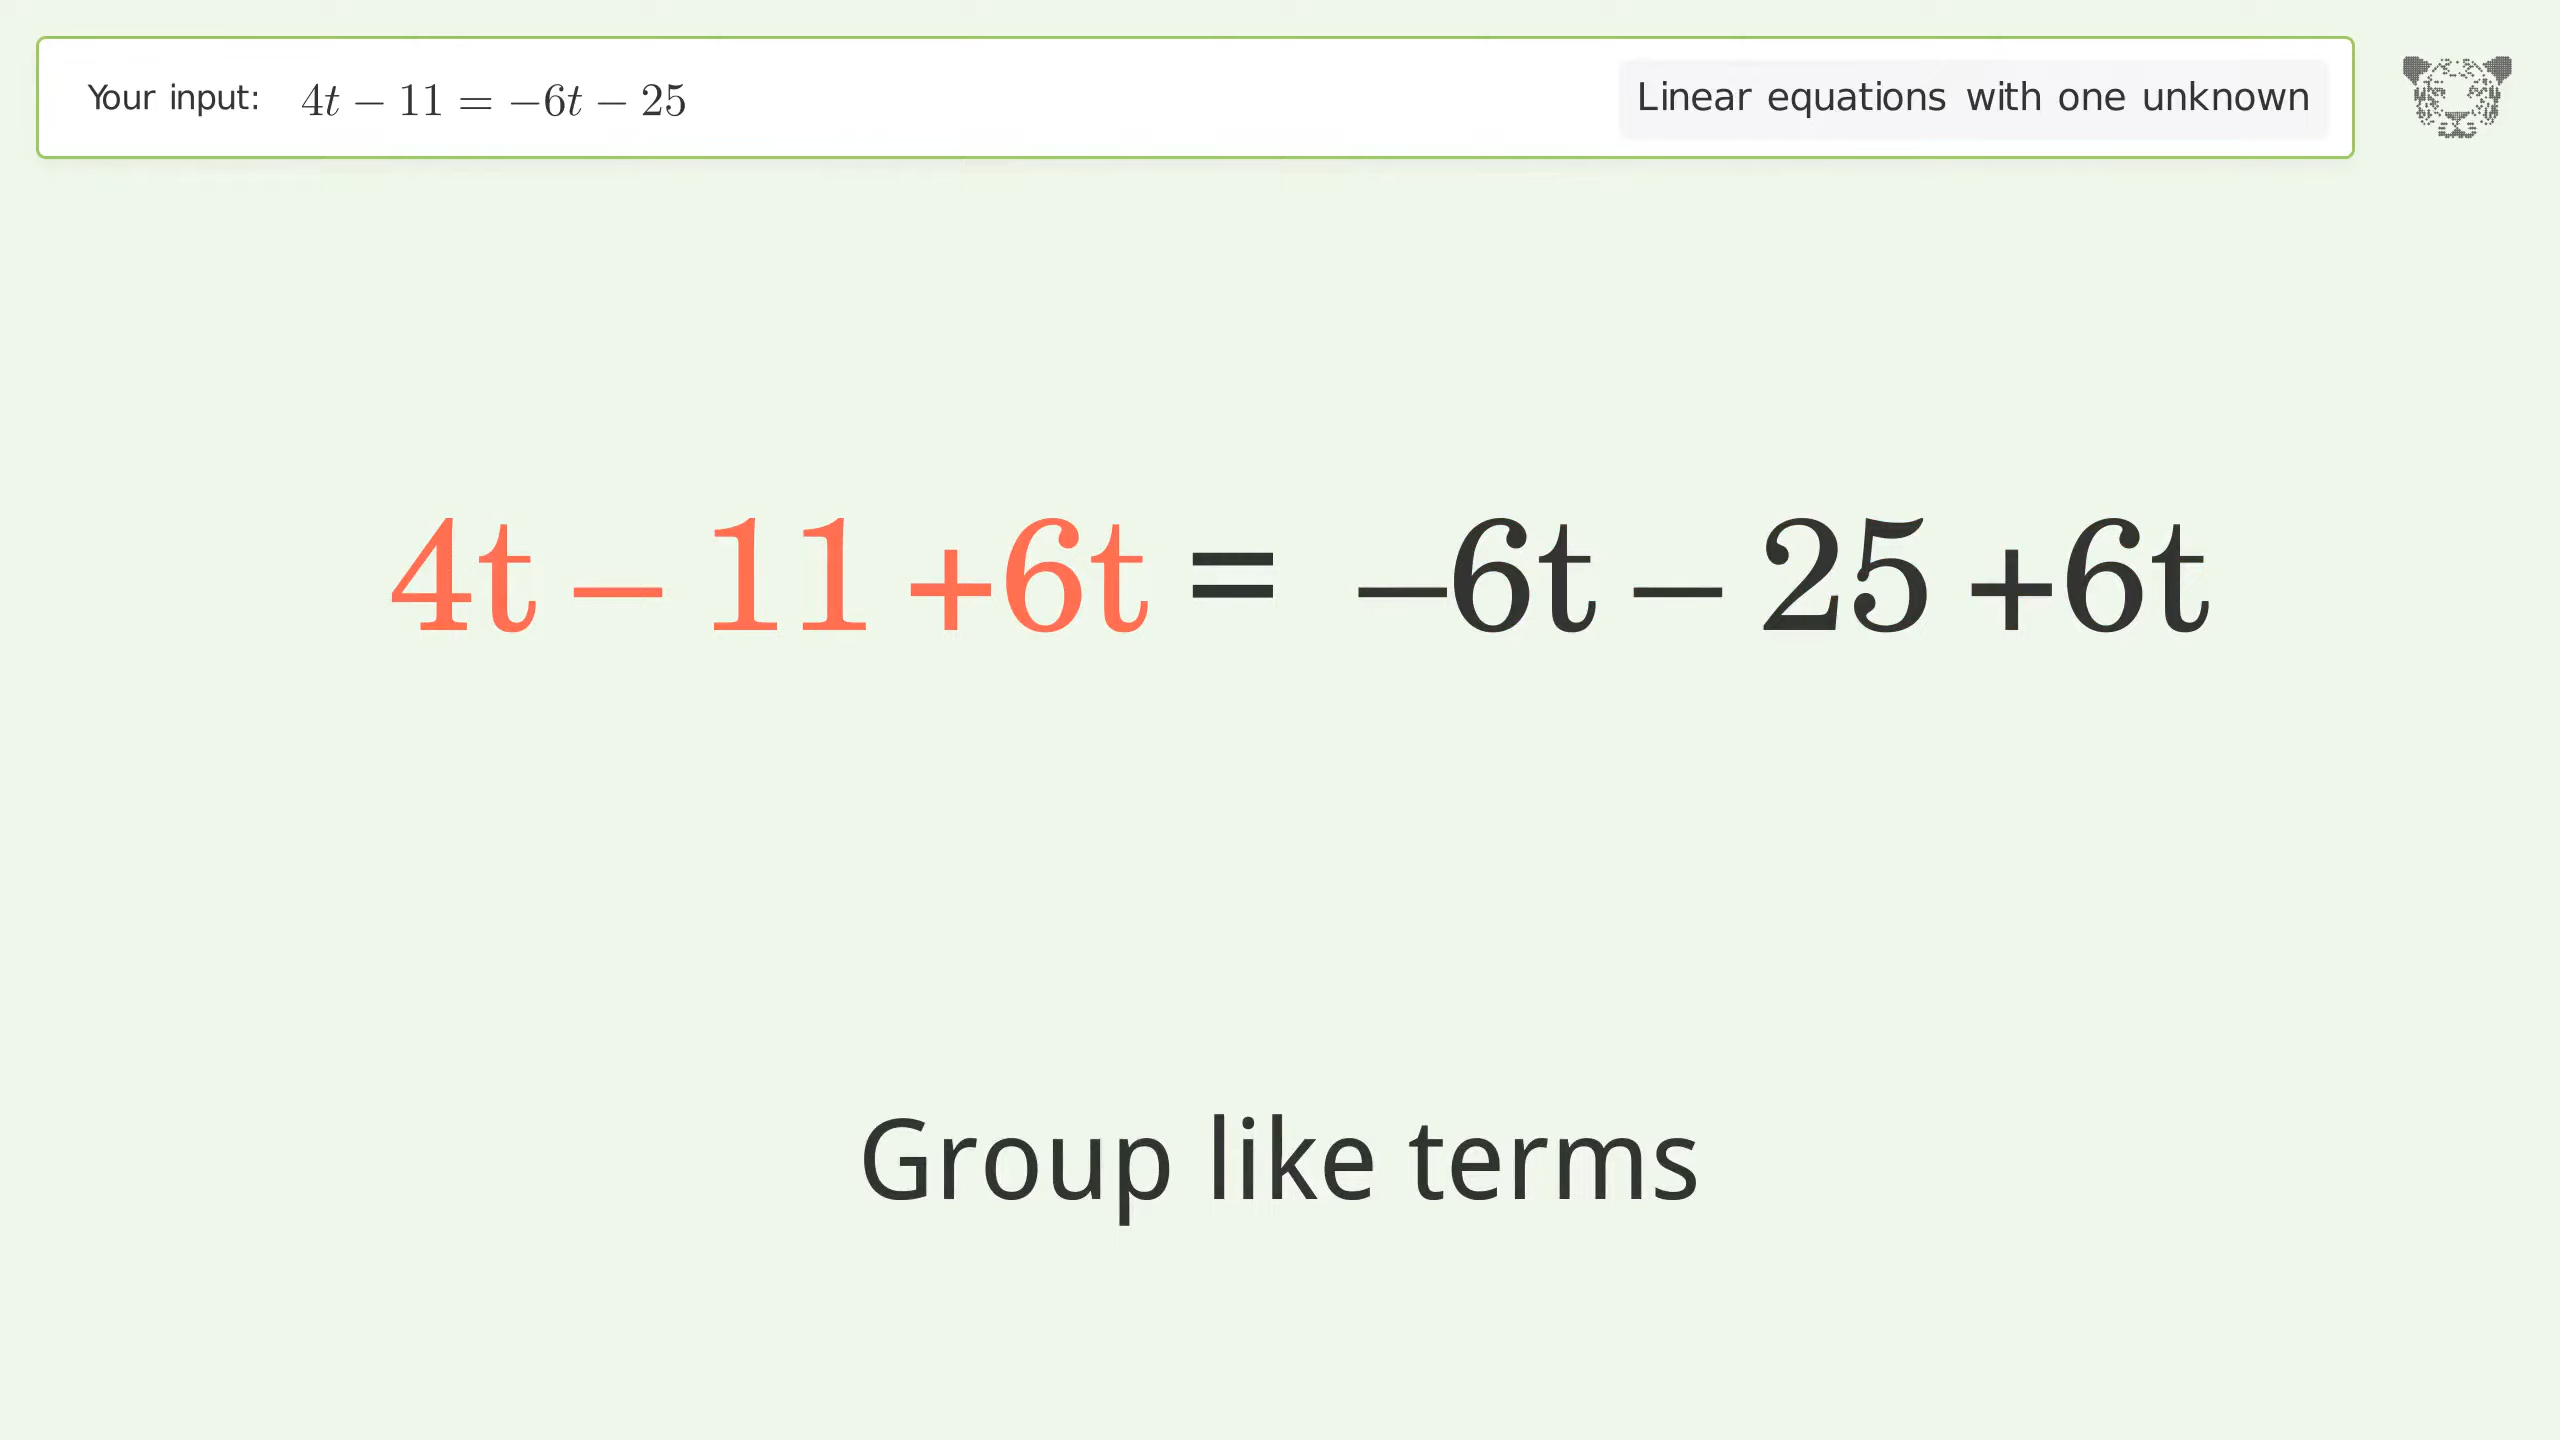 Your input: 4t − 11 = −6t − 25
Linear equations with one unknown
4t − 11 +6t = −6t − 25 +6t
Group like terms